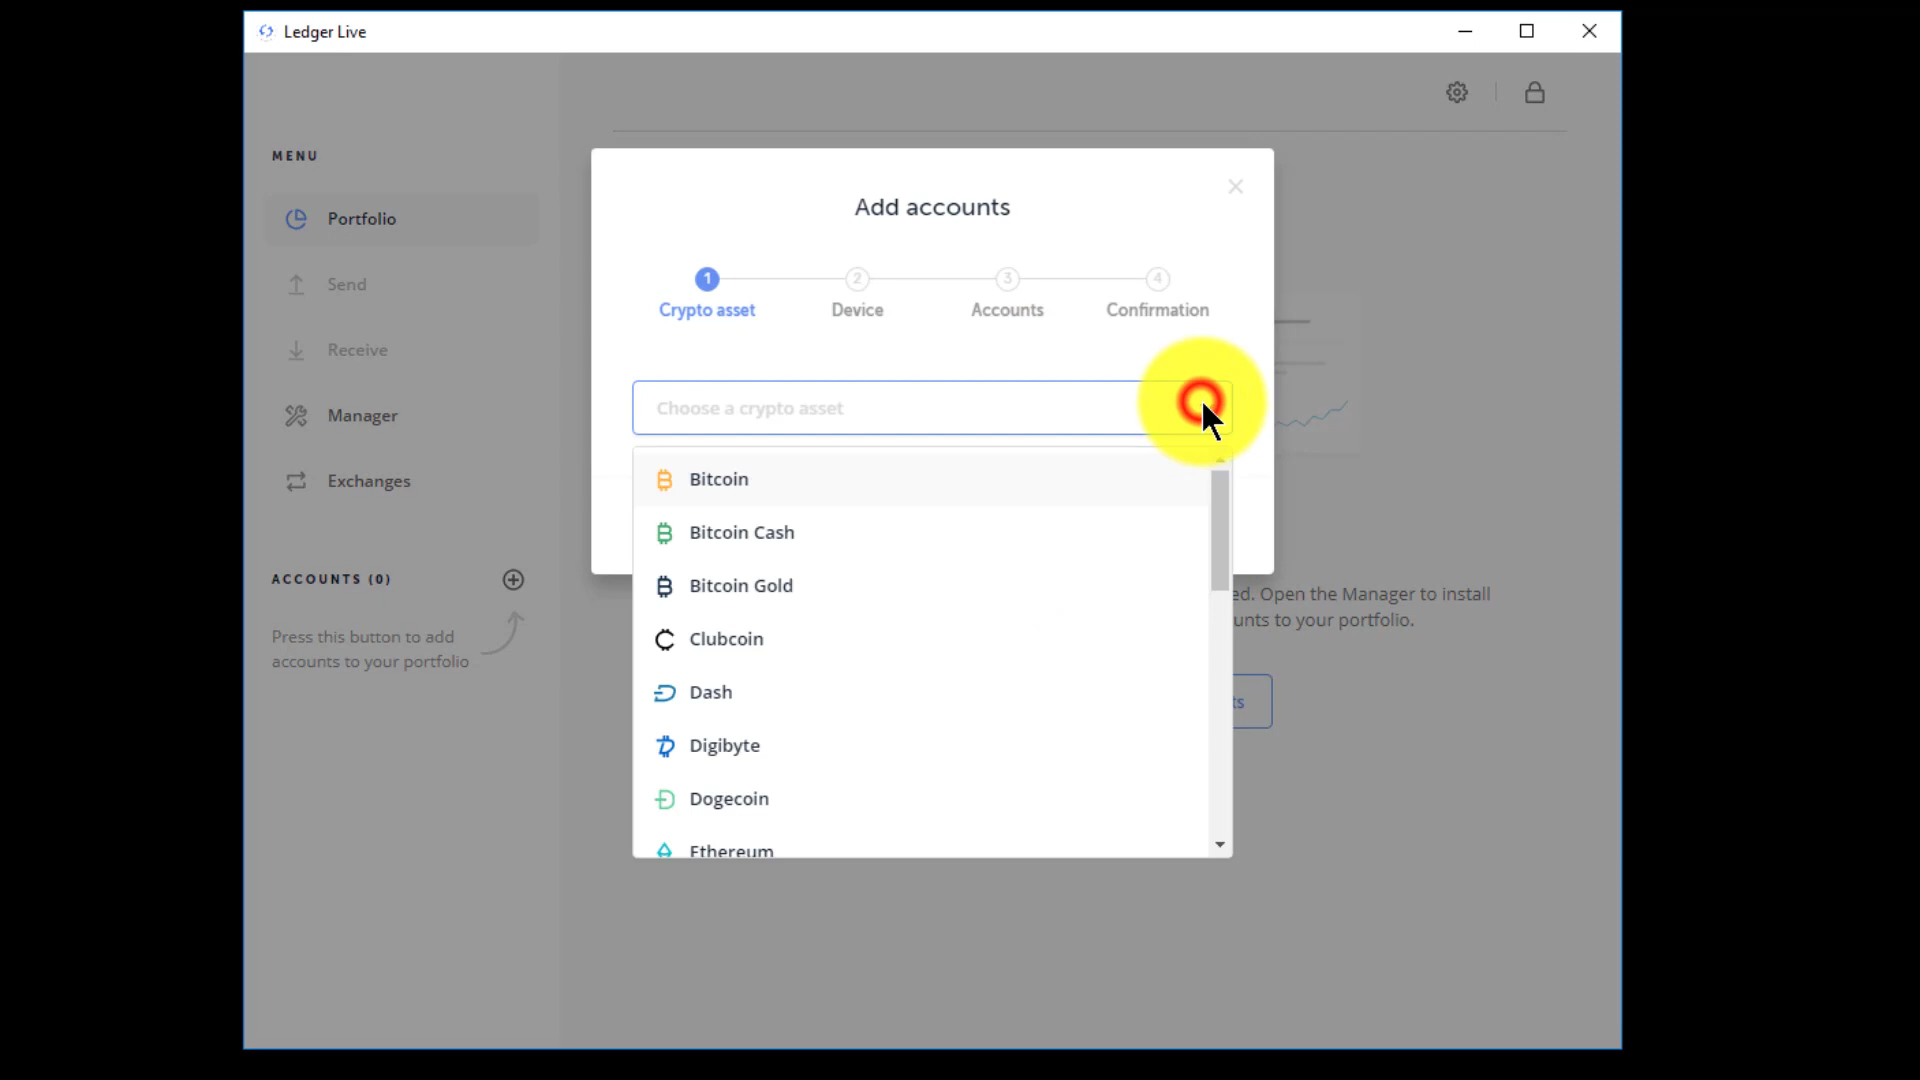 Ledger Live
MENU
Portfolio
Send
Receive
Manager
Exchanges
ACCOUNTS (0)
Press this button to add
accounts to your portfolio
Add accounts
1
2
3
4
Crypto asset
Device
Accounts
Confirmation
Choose a crypto asset
Bitcoin
Bitcoin Cash
Bitcoin Gold
Clubcoin
Dash
Digibyte
Dogecoin
Ethereum
ed. Open the Manager to install
unts to your portfolio.
ts